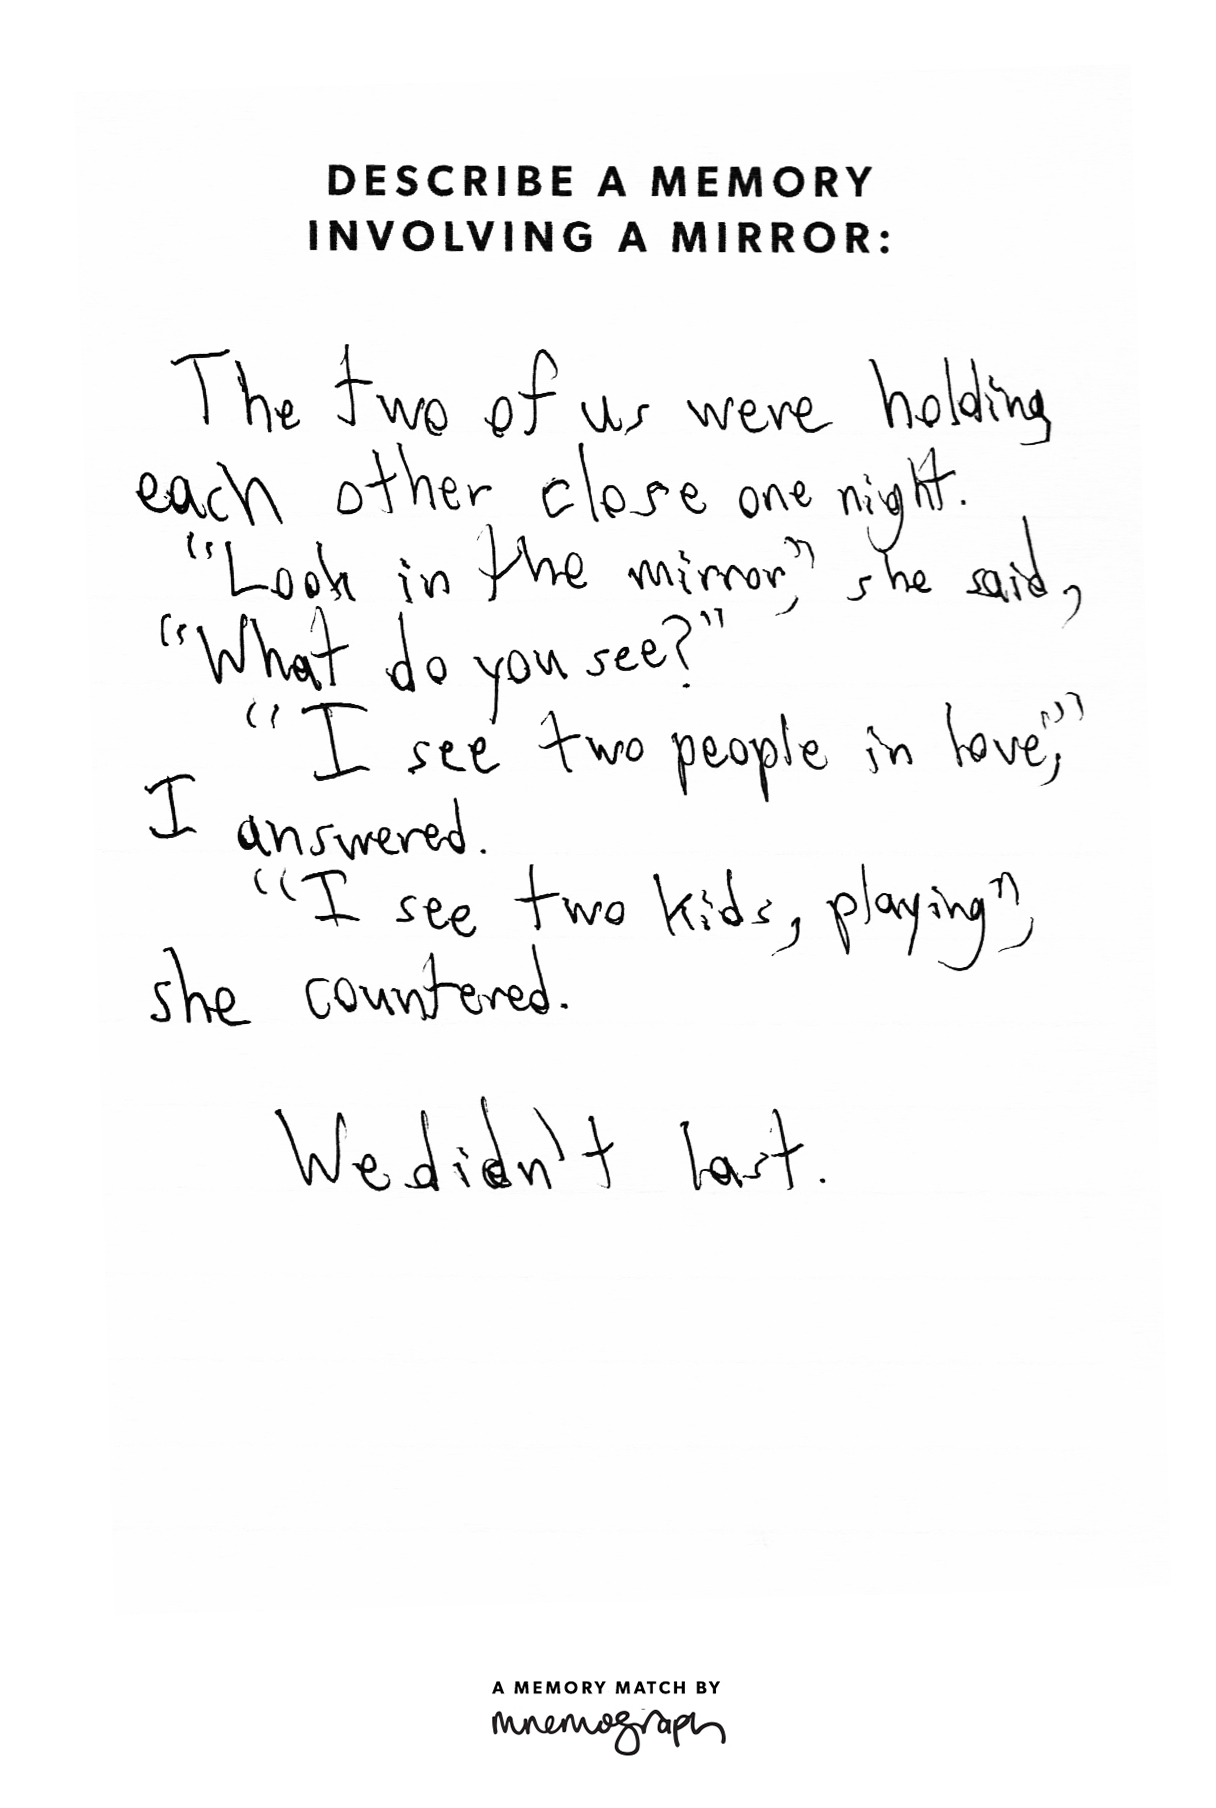 DESCRIBE A MEMORY
INVOLVING A MIRROR:
The two of us were holding
each other close one night.
“Look in the mirror,” she said,
“What do you see?”
“I see two people in love,”
I answered.
“I see two kids, playing”,
she countered.
We didn't last.
A MEMORY MATCH BY
mnemograph